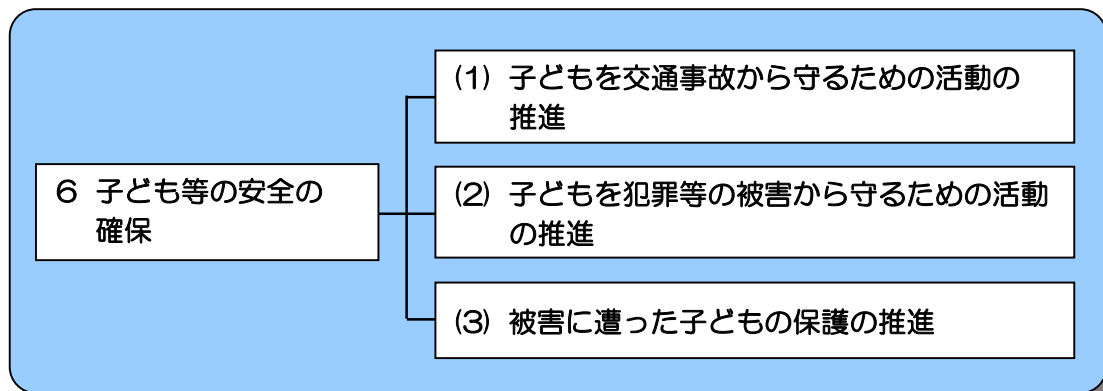 6 子ども等の安全の
確保
(1) 子どもを交通事故から守るための活動の
推進
(2) 子どもを犯罪等の被害から守るための活動
の推進
(3) 被害に遭った子どもの保護の推進